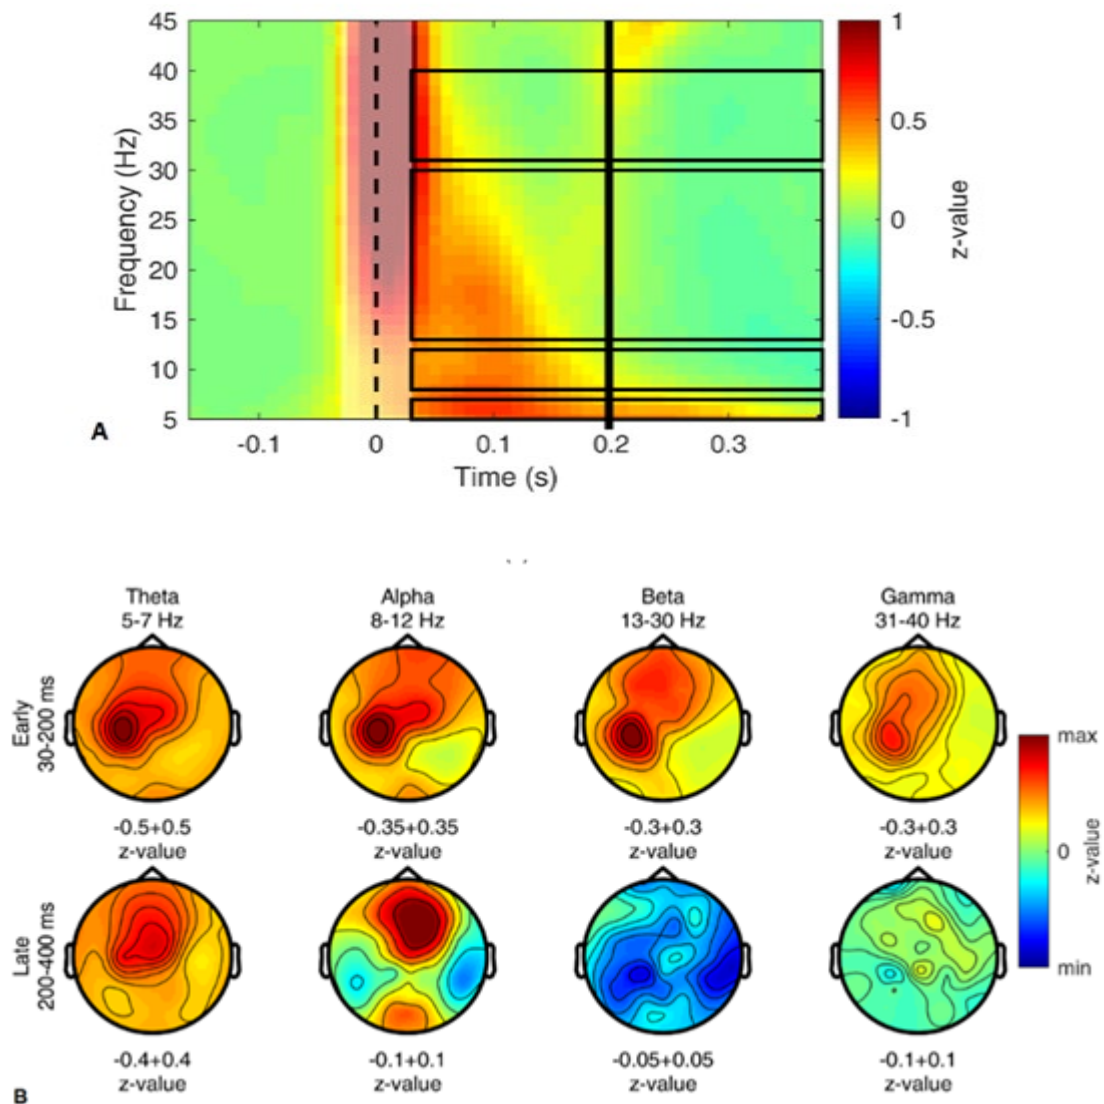 45
40
35
30
25
20
15
10
5
Frequency (Hz)
-0.1 0 0.1 0.2 0.3
Time (s)
1
0.5
0
-0.5
-1
z-value
A
Theta Alpha Beta Gamma
5-7 Hz 8-12 Hz 13-30 Hz 31-40 Hz
Early
30-200 ms
-0.5+0.5 -0.35+0.35 -0.3+0.3 -0.3+0.3
z-value z-value z-value z-value
Late
200-400 ms
-0.4+0.4 -0.1+0.1 -0.05+0.05 -0.1+0.1
z-value z-value z-value z-value
max
0
min
z-value
B